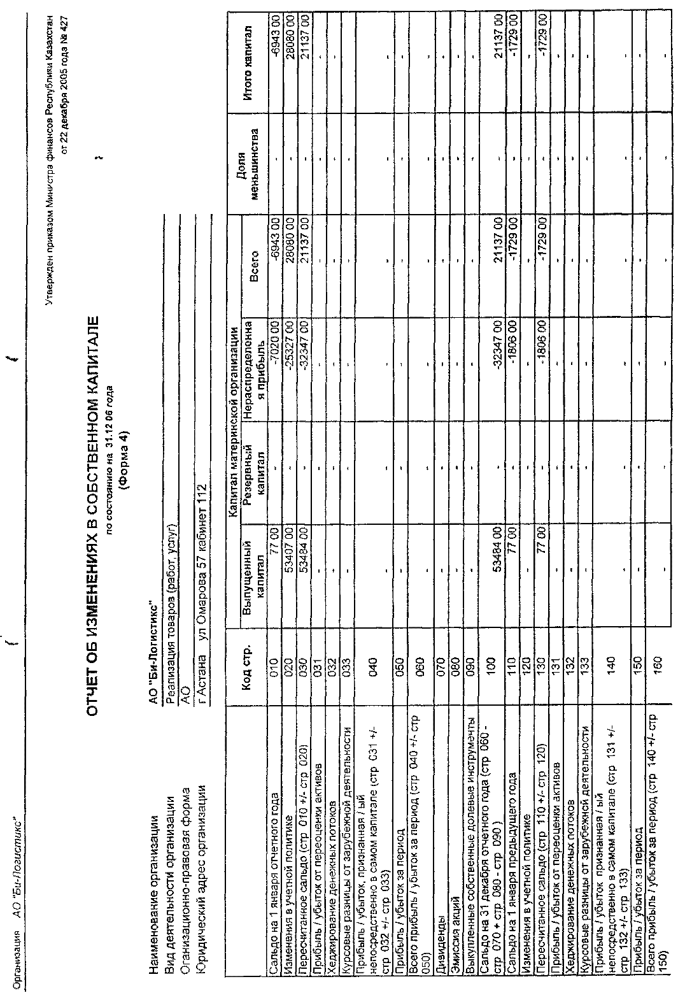 Организация АО "Би-Логистикс"
Утвержден приказом Министра финансов Республики Казахстан
от 22 декабря 2005 года № 427
ОТЧЕТ ОБ ИЗМЕНЕНИЯХ В СОБСТВЕННОМ КАПИТАЛЕ
по состоянию на 31.12 06 года
(Форма 4)
Наименование организации АО "Би-Логистикс"
Вид деятельности организации Реализация товаров (работ, услуг)
Оганизационно-правовая форма АО
Юридический адрес организации г Астана ул Омарова 57 кабинет 112
Код стр. Капитал материнской организации Доля меньшинства Итого капитал
Выпущенный капитал Резервный капитал Нераспределенна я прибыль Всего
Сальдо на 1 января отчетного года 010 77 00 - -7020 00 -6943 00 - -6943 00
Изменения в учетной политике 020 53407 00 - -25327 00 28080 00 - 28080 00
Пересчитанное сальдо (стр 010 +/- стр 020) 030 53484 00 - -32347 00 21137 00 - 21137 00
Прибыль / убыток от переоценки активов 031 - - - - - -
Хеджирование денежных потоков 032 - - - - - -
Курсовые разницы от зарубежной деятельности 033 - - - - - -
Прибыль / убыток, признанная / ый
непосредственно в самом капитале (стр 031 +/-
стр 032 +/- стр 033) 040 - - - - - -
Прибыль / убыток за период 050 - - - - - -
Всего прибыль / убыток за период (стр 040 +/- стр
050) 060 - - - - - -
Дивиденды 070 - - - - - -
Эмиссия акций 080 - - - - - -
Выкупленные собственные долевые инструменты 090 - - - - - -
Сальдо на 31 декабря отчетного года (стр 060 -
стр 070 + стр 080 - стр 090 ) 100 53484 00 - -32347 00 21137 00 - 21137 00
Сальдо на 1 января предыдущего года 110 77 00 - -1806 00 -1729 00 - -1729 00
Изменения в учетной политике 120 - - - - - -
Пересчитанное сальдо (стр 110 +/- стр 120) 130 77 00 - -1806 00 -1729 00 - -1729 00
Прибыль / убыток от переоценки активов 131 - - - - - -
Хеджирование денежных потоков 132 - - - - - -
Курсовые разницы от зарубежной деятельности 133 - - - - - -
Прибыль / убыток признанная / ый
непосредственно в самом капитале (стр 131 +/-
стр 132 +/- стр 133) 140 - - - - - -
Прибыль / убыток за период 150 - - - - - -
Всего прибыль / убыток за период (стр 140 +/- стр
150) 160 - - - - - -